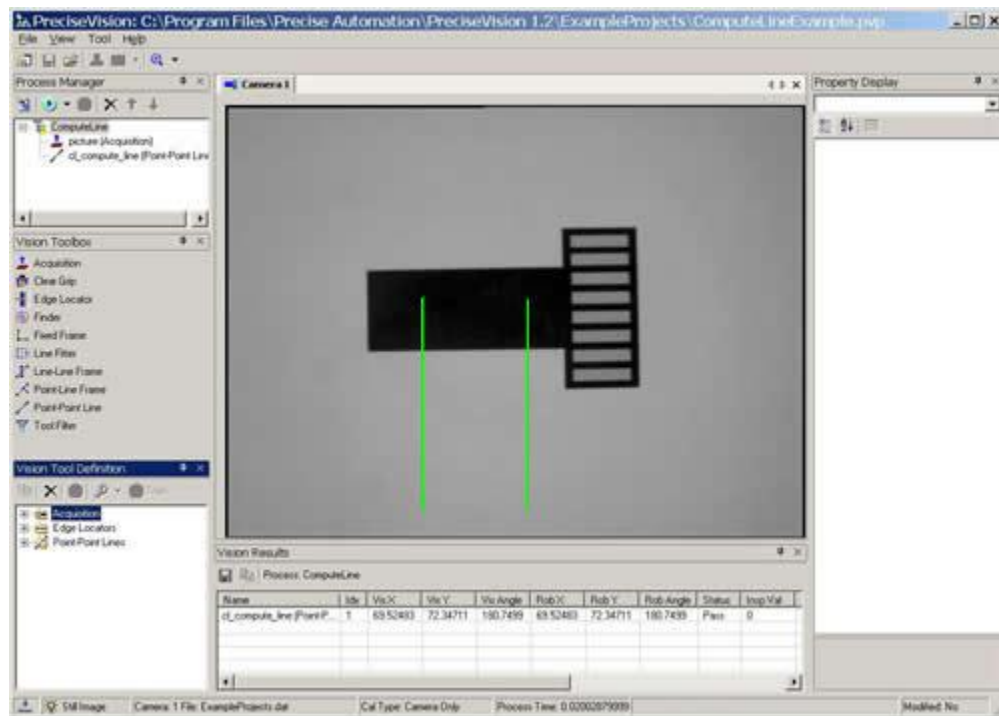 PreciseVision: C:\Program Files\Precise Automation\PreciseVision 1.2\ExampleProjects\ComputeLineExample.pvp
File View Tool Help
Process Manager
ComputeLine
picture (Acquisition)
cl_compute_line (Point-Point Line
Vision Toolbox
Acquisition
Clear Grip
Edge Locator
Finder
Fixed Frame
Line Fitter
Line-Line Frame
Point-Line Frame
Point-Point Line
Tool Filter
Vision Tool Definition
Acquisition
Edge Locators
Point-Point Lines
Camera 1
Vision Results
Process: ComputeLine
Name Idx Vis X Vis Y Vis Angle Rob X Rob Y Rob Angle Status Insp Val
cl_compute_line (Point-P... 1 69.52483 72.34711 180.7499 69.52483 72.34711 180.7499 Pass 0
Property Display
Still Image Camera: 1 File: ExampleProjects.dat Cal Type: Camera Only Process Time: Modified: No